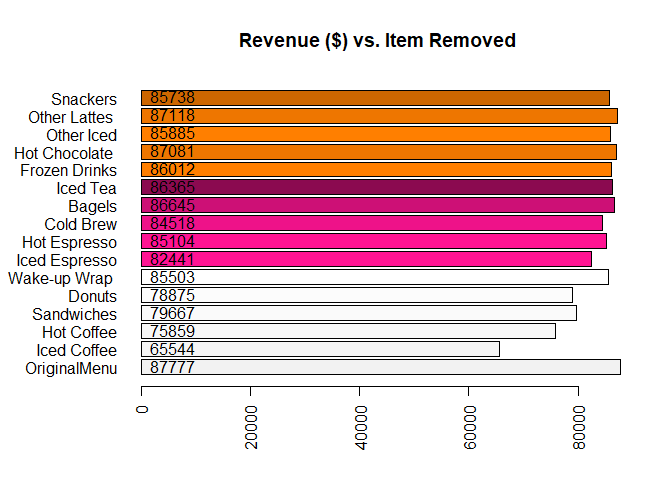 Revenue ($) vs. Item Removed
Snackers 85738
Other Lattes 87118
Other Iced 85885
Hot Chocolate 87081
Frozen Drinks 86012
Iced Tea 86365
Bagels 86645
Cold Brew 84518
Hot Espresso 85104
Iced Espresso 82441
Wake-up Wrap 85503
Donuts 78875
Sandwiches 79667
Hot Coffee 75859
Iced Coffee 65544
OriginalMenu 87777
0 20000 40000 60000 80000